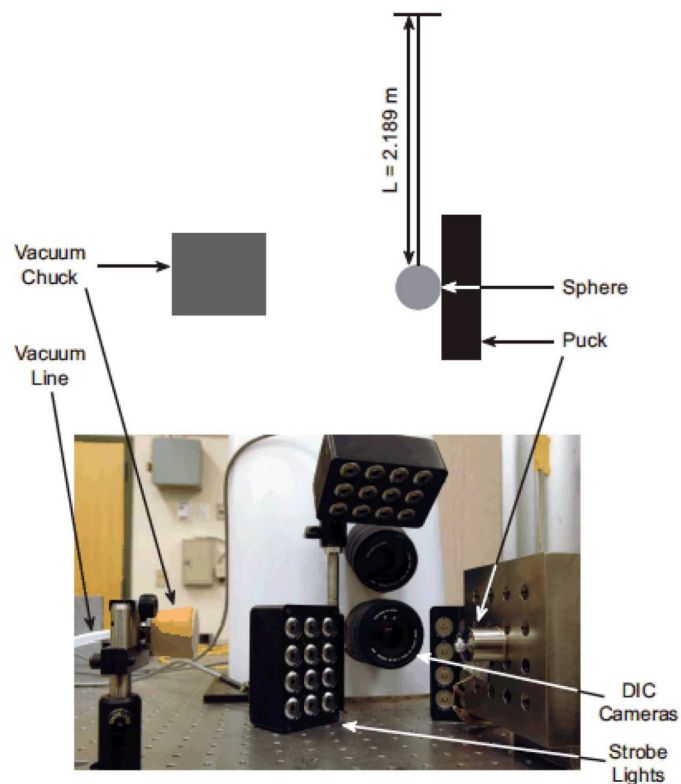 L = 2.189 m
Vacuum
Chuck
Sphere
Puck
Vacuum
Line
DIC
Cameras
Strobe
Lights